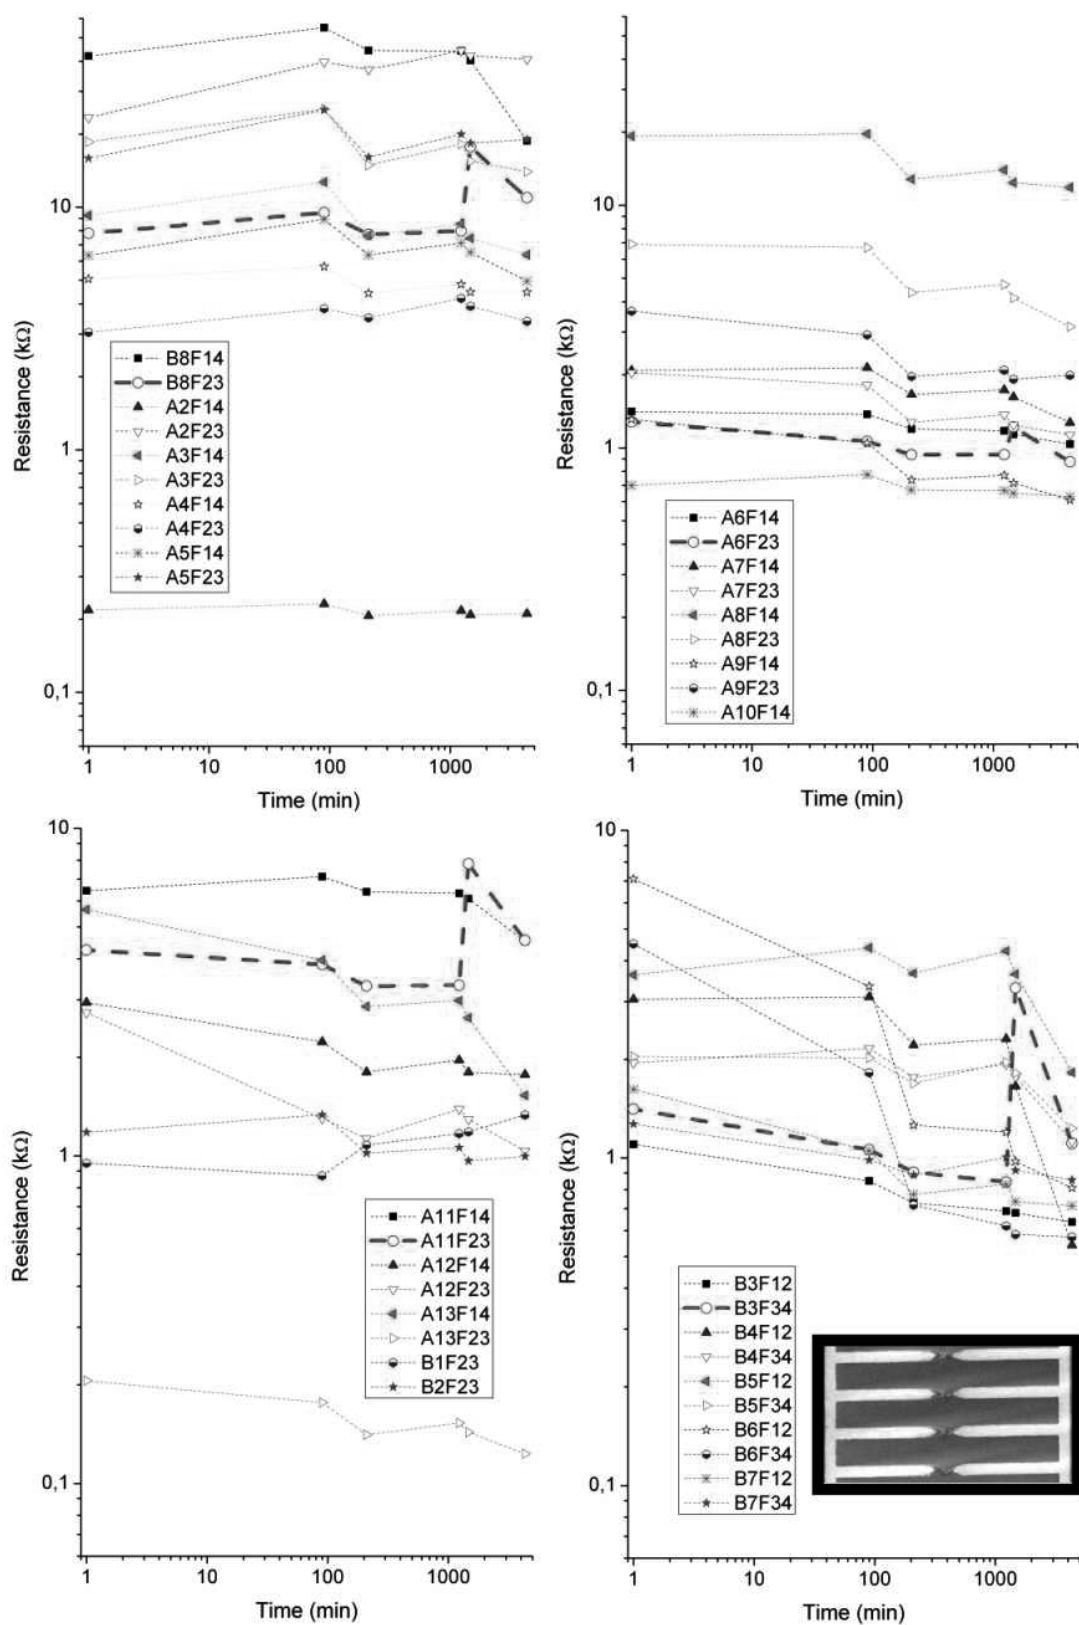 10
1
0,1
Resistance (kΩ)
B8F14
B8F23
A2F14
A2F23
A3F14
A3F23
A4F14
A4F23
A5F14
A5F23
1 10 100 1000
Time (min)
10
1
0,1
Resistance (kΩ)
A6F14
A6F23
A7F14
A7F23
A8F14
A8F23
A9F14
A9F23
A10F14
1 10 100 1000
Time (min)
10
1
0,1
Resistance (kΩ)
A11F14
A11F23
A12F14
A12F23
A13F14
A13F23
B1F23
B2F23
1 10 100 1000
Time (min)
10
1
0,1
Resistance (kΩ)
B3F12
B3F34
B4F12
B4F34
B5F12
B5F34
B6F12
B6F34
B7F12
B7F34
1 10 100 1000
Time (min)